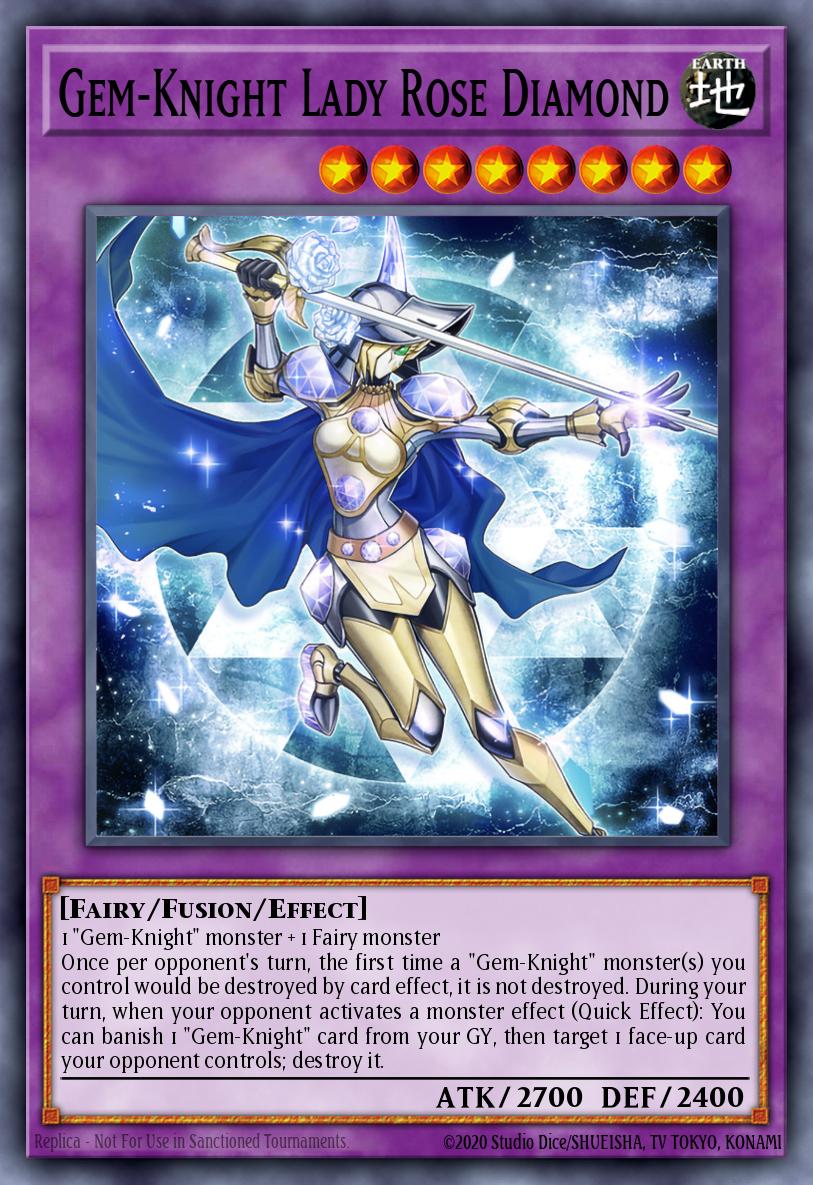 Gem-Knight Lady Rose Diamond
EARTH
地
[Fairy/Fusion/Effect]
1 "Gem-Knight" monster + 1 Fairy monster
Once per opponent's turn, the first time a "Gem-Knight" monster(s) you
control would be destroyed by card effect, it is not destroyed. During your
turn, when your opponent activates a monster effect (Quick Effect): You
can banish 1 "Gem-Knight" card from your GY, then target 1 face-up card
your opponent controls; destroy it.
ATK/2700 DEF/2400
Replica - Not For Use in Sanctioned Tournaments.
©2020 Studio Dice/SHUEISHA, TV TOKYO, KONAMI